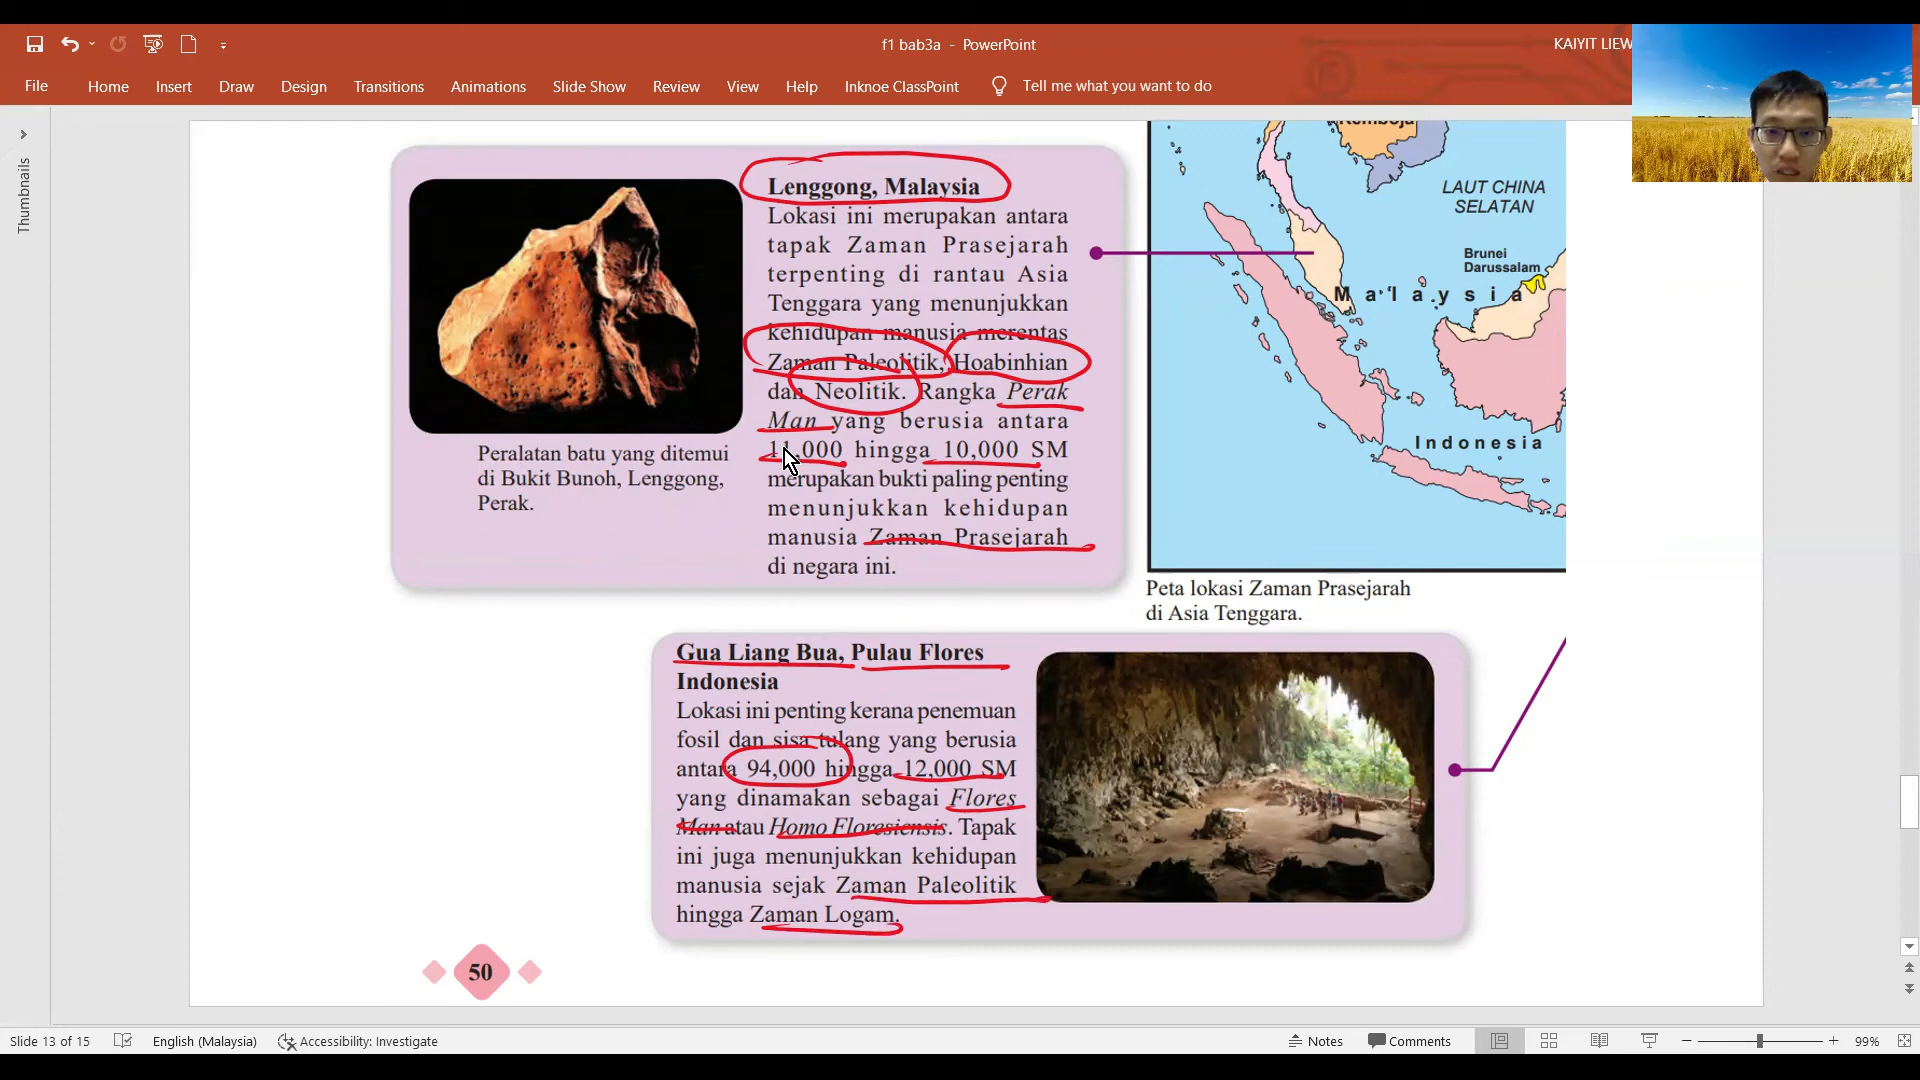 f1 bab3a - PowerPoint
KAIYIT LIEW
File Home Insert Draw Design Transitions Animations Slide Show Review View Help Inknoe ClassPoint Tell me what you want to do
Thumbnails
Lenggong, Malaysia
Lokasi ini merupakan antara
tapak Zaman Prasejarah
terpenting di rantau Asia
Tenggara yang menunjukkan
kehidupan manusia merentas
Zaman Paleolitik, Hoabinhian
dan Neolitik. Rangka Perak
Man yang berusia antara
11,000 hingga 10,000 SM
merupakan bukti paling penting
menunjukkan kehidupan
manusia Zaman Prasejarah
di negara ini.
Peralatan batu yang ditemui
di Bukit Bunoh, Lenggong,
Perak.
Kemboja
LAUT CHINA
SELATAN
Brunei
Darussalam
Malaysia
Indonesia
Peta lokasi Zaman Prasejarah
di Asia Tenggara.
Gua Liang Bua, Pulau Flores
Indonesia
Lokasi ini penting kerana penemuan
fosil dan sisa tulang yang berusia
antara 94,000 hingga 12,000 SM
yang dinamakan sebagai Flores
Man atau Homo Floresiensis. Tapak
ini juga menunjukkan kehidupan
manusia sejak Zaman Paleolitik
hingga Zaman Logam.
50
Slide 13 of 15 English (Malaysia) Accessibility: Investigate Notes Comments 99%